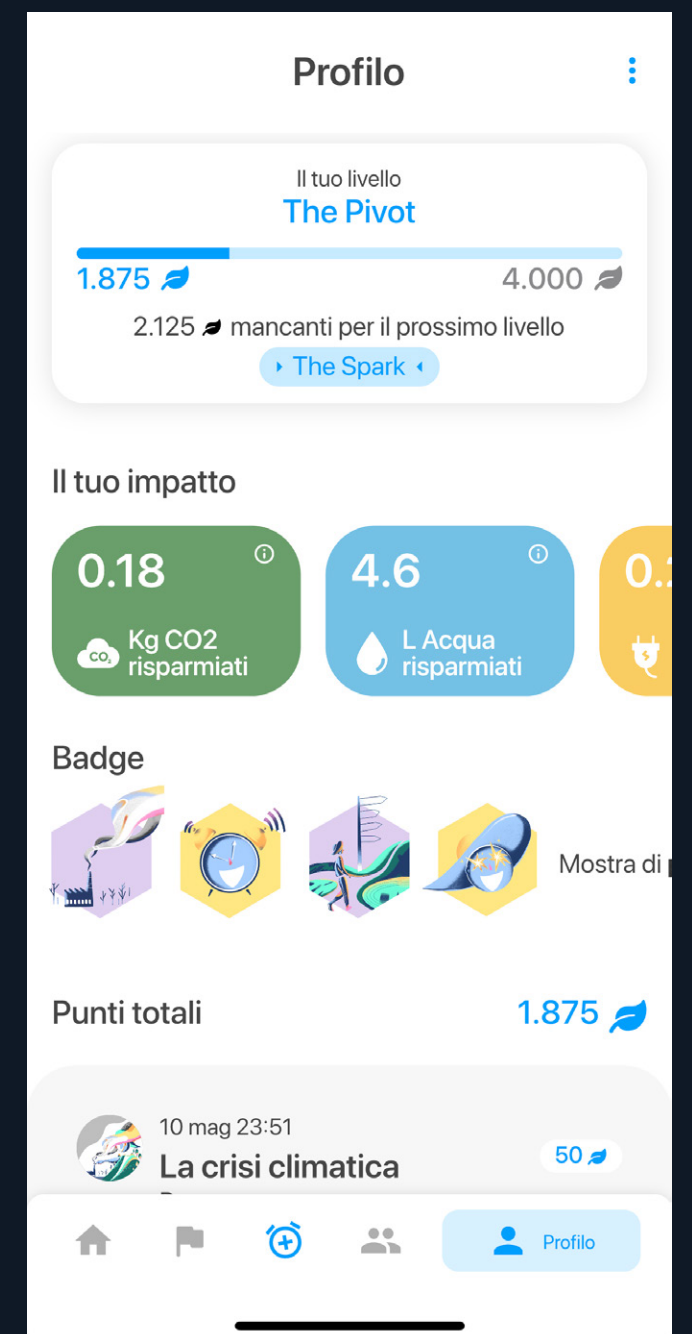 Profilo
Il tuo livello
The Pivot
1.875
4.000
2.125 mancanti per il prossimo livello
The Spark
Il tuo impatto
0.18
Kg CO2
risparmiati
4.6
L Acqua
risparmiati
0.
CO₂
Badge
Mostra di
Punti totali
1.875
10 mag 23:51
La crisi climatica
50
Profilo